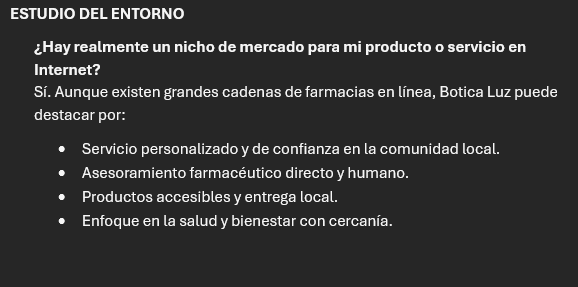 ESTUDIO DEL ENTORNO
¿Hay realmente un nicho de mercado para mi producto o servicio en
Internet?
Sí. Aunque existen grandes cadenas de farmacias en línea, Botica Luz puede
destacar por:
• Servicio personalizado y de confianza en la comunidad local.
• Asesoramiento farmacéutico directo y humano.
• Productos accesibles y entrega local.
• Enfoque en la salud y bienestar con cercanía.